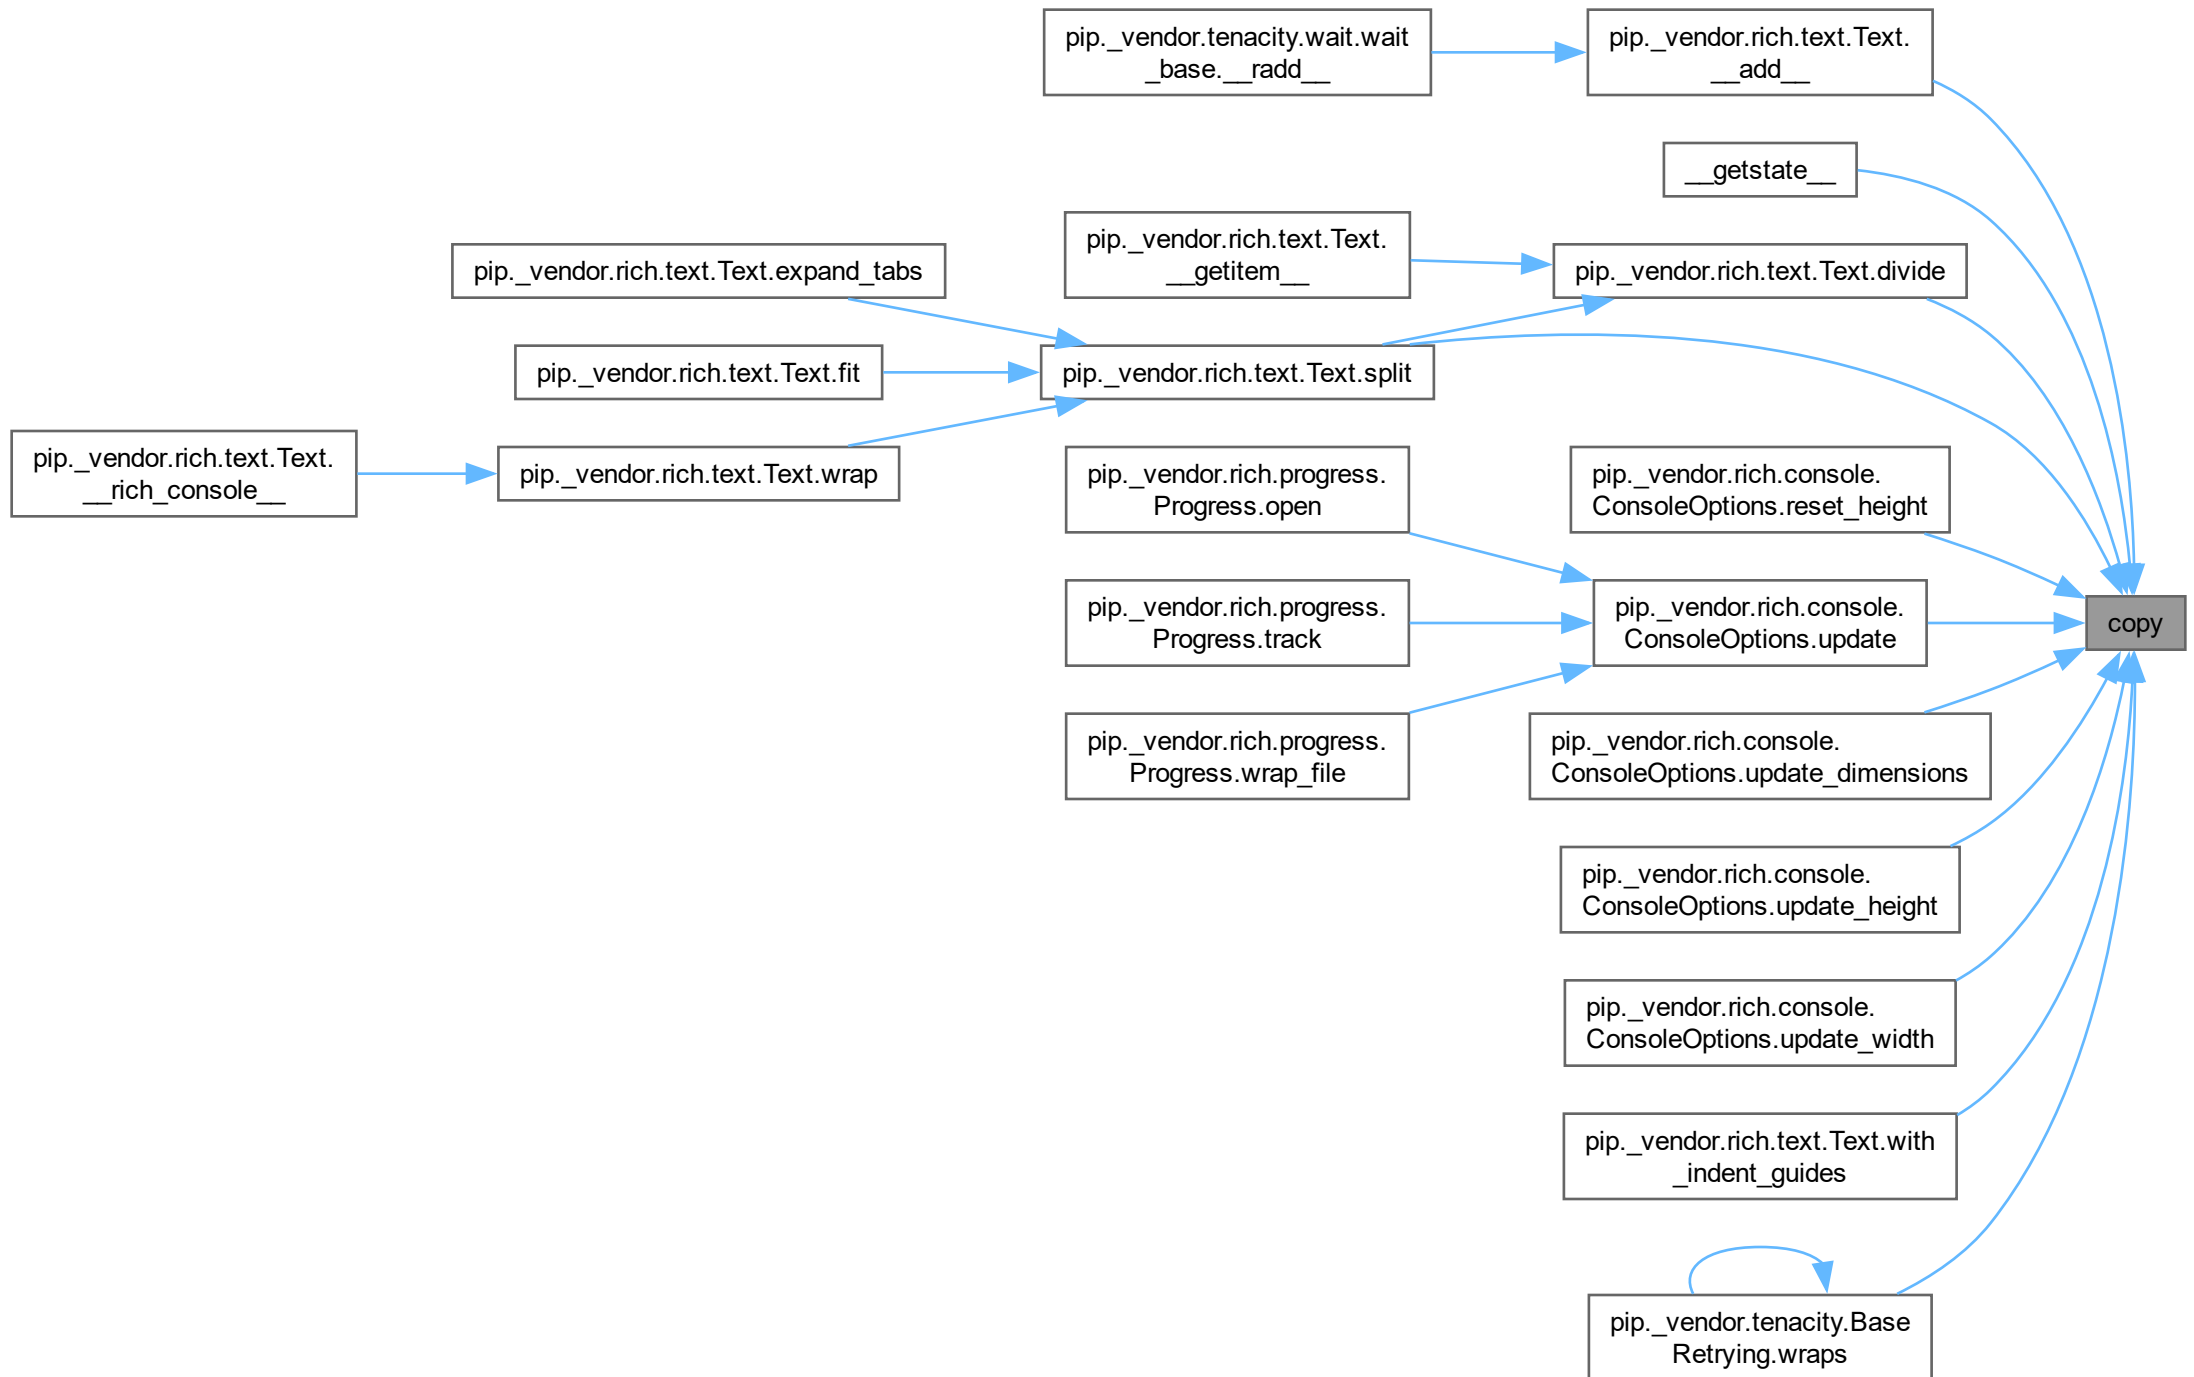 pip._vendor.tenacity.wait.wait
_base.__radd__
pip._vendor.rich.text.Text.
__add__
__getstate__
pip._vendor.rich.text.Text.
__getitem__
pip._vendor.rich.text.Text.divide
pip._vendor.rich.text.Text.expand_tabs
pip._vendor.rich.text.Text.fit
pip._vendor.rich.text.Text.split
pip._vendor.rich.text.Text.
__rich_console__
pip._vendor.rich.text.Text.wrap
pip._vendor.rich.progress.
Progress.open
pip._vendor.rich.console.
ConsoleOptions.reset_height
pip._vendor.rich.progress.
Progress.track
pip._vendor.rich.console.
ConsoleOptions.update
copy
pip._vendor.rich.progress.
Progress.wrap_file
pip._vendor.rich.console.
ConsoleOptions.update_dimensions
pip._vendor.rich.console.
ConsoleOptions.update_height
pip._vendor.rich.console.
ConsoleOptions.update_width
pip._vendor.rich.text.Text.with
_indent_guides
pip._vendor.tenacity.Base
Retrying.wraps